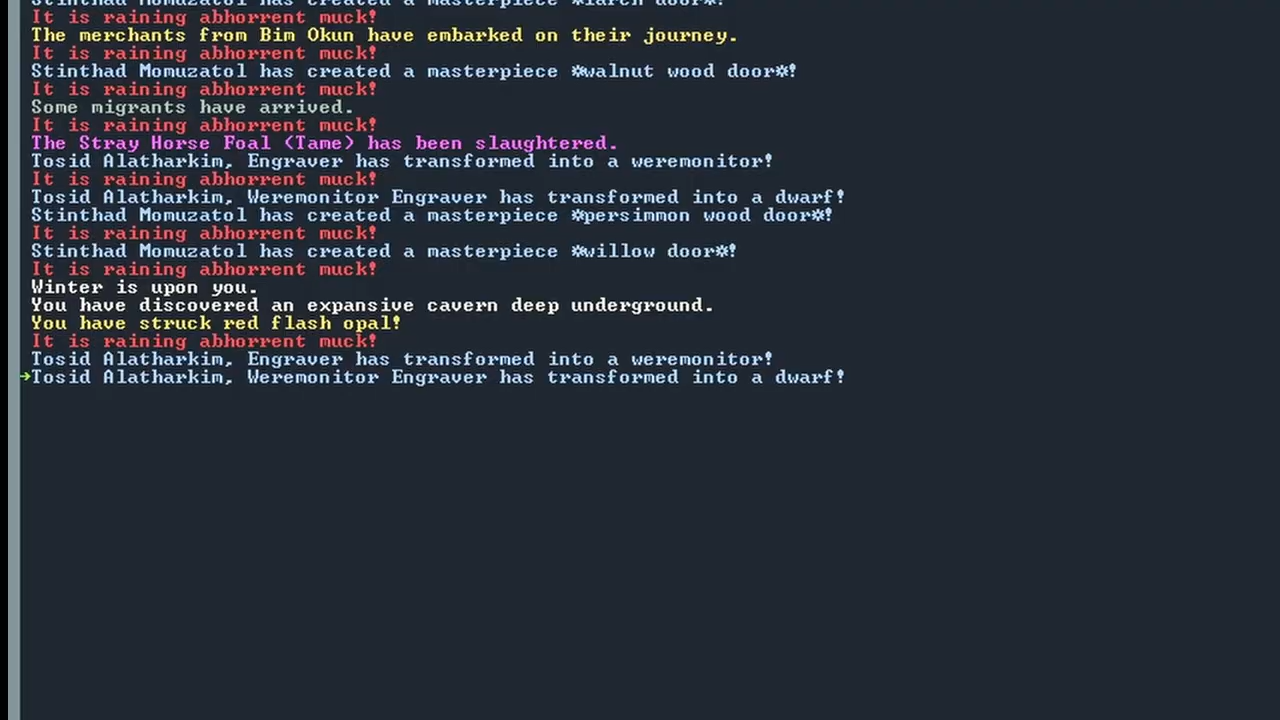 Stinthad Momuzatol has created a masterpiece ☼larch door☼!
It is raining abhorrent muck!
The merchants from Bim Okun have embarked on their journey.
It is raining abhorrent muck!
Stinthad Momuzatol has created a masterpiece ☼walnut wood door☼!
It is raining abhorrent muck!
Some migrants have arrived.
It is raining abhorrent muck!
The Stray Horse Foal (Tame) has been slaughtered.
Tosid Alatharkim, Engraver has transformed into a weremonitor!
It is raining abhorrent muck!
Tosid Alatharkim, Weremonitor Engraver has transformed into a dwarf!
Stinthad Momuzatol has created a masterpiece ☼persimmon wood door☼!
It is raining abhorrent muck!
Stinthad Momuzatol has created a masterpiece ☼willow door☼!
It is raining abhorrent muck!
Winter is upon you.
You have discovered an expansive cavern deep underground.
You have struck red flash opal!
It is raining abhorrent muck!
Tosid Alatharkim, Engraver has transformed into a weremonitor!
→Tosid Alatharkim, Weremonitor Engraver has transformed into a dwarf!